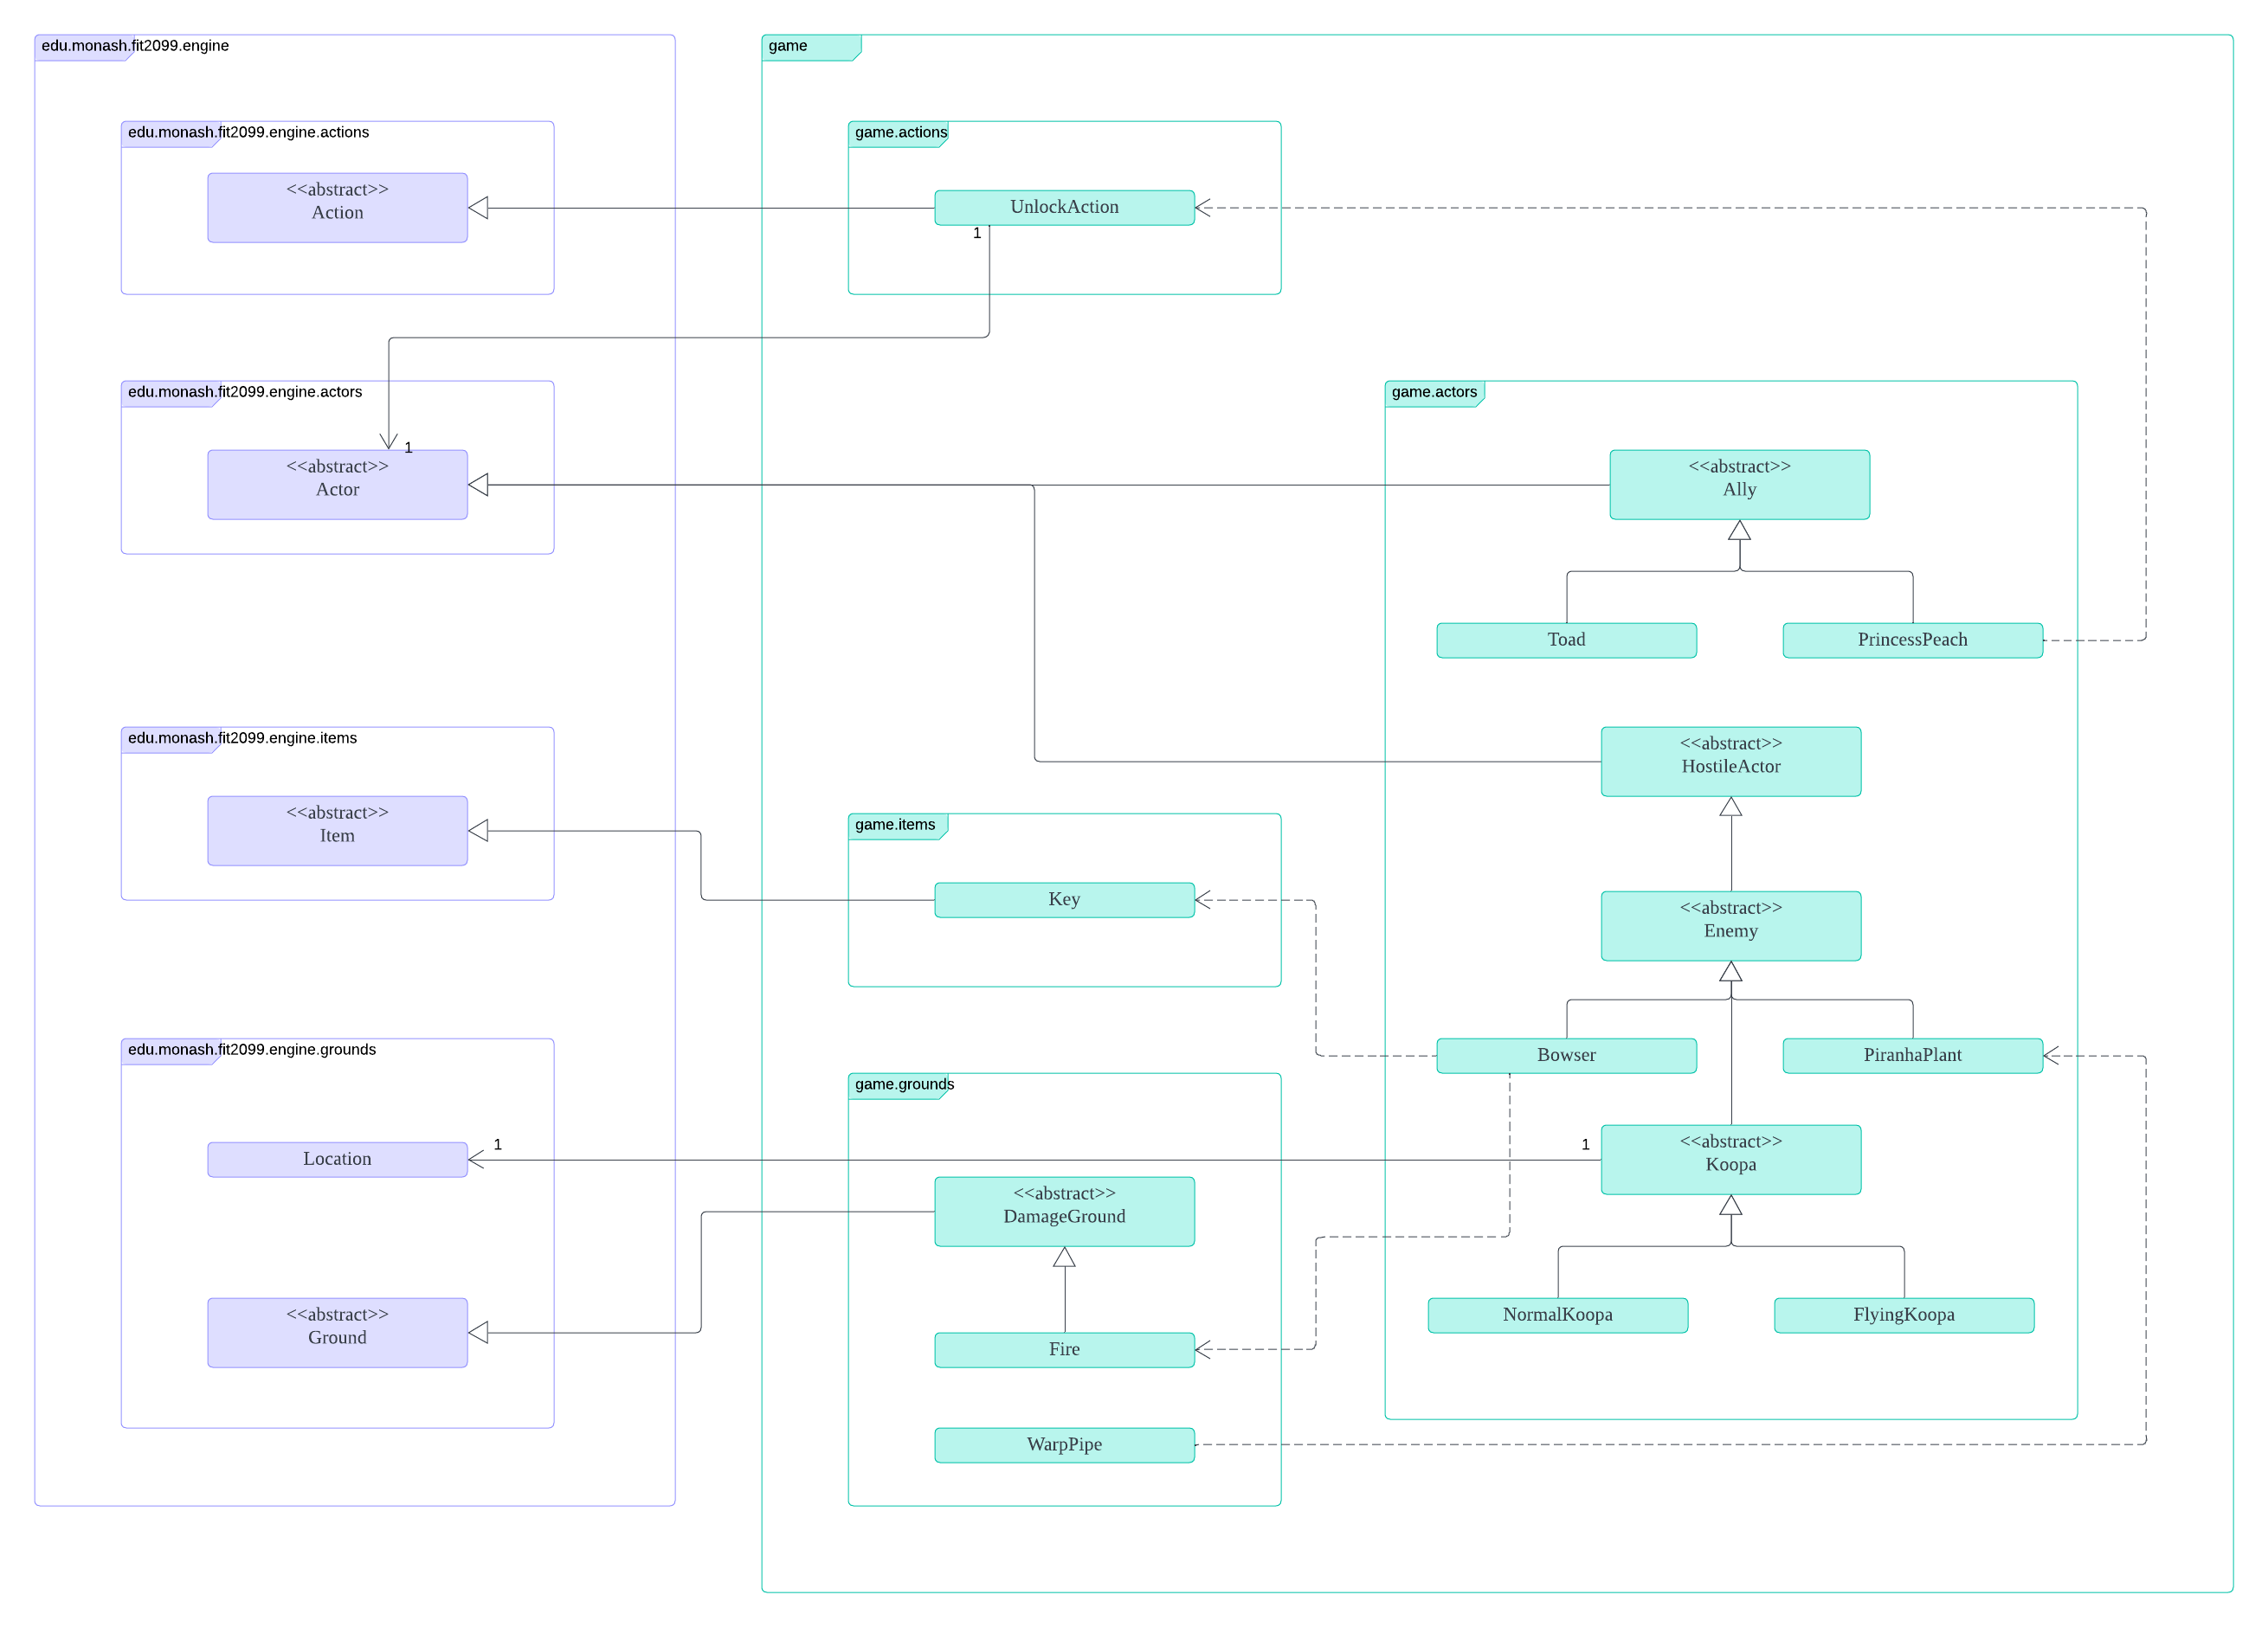 edu.monash.fit2099.engine
game
edu.monash.fit2099.engine.actions
game.actions
<<abstract>>
Action
UnlockAction
1
edu.monash.fit2099.engine.actors
game.actors
1
<<abstract>>
Actor
<<abstract>>
Ally
Toad
PrincessPeach
edu.monash.fit2099.engine.items
<<abstract>>
HostileActor
<<abstract>>
Item
game.items
Key
<<abstract>>
Enemy
edu.monash.fit2099.engine.grounds
Bowser
PiranhaPlant
game.grounds
1
1
Location
<<abstract>>
Koopa
<<abstract>>
DamageGround
<<abstract>>
Ground
NormalKoopa
FlyingKoopa
Fire
WarpPipe